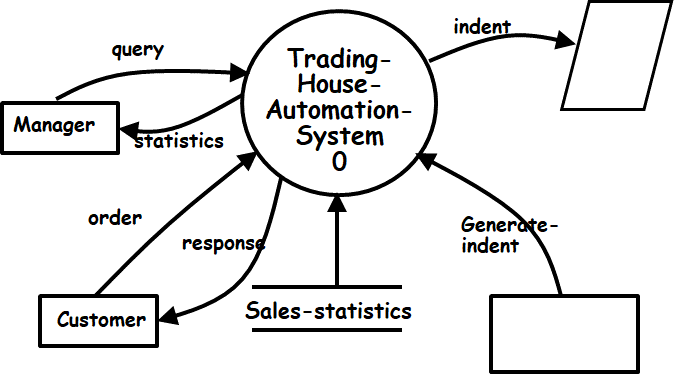 indent
query
Trading-
House-
Automation-
System
0
Manager
statistics
order
response
Generate-
indent
Customer
Sales-statistics